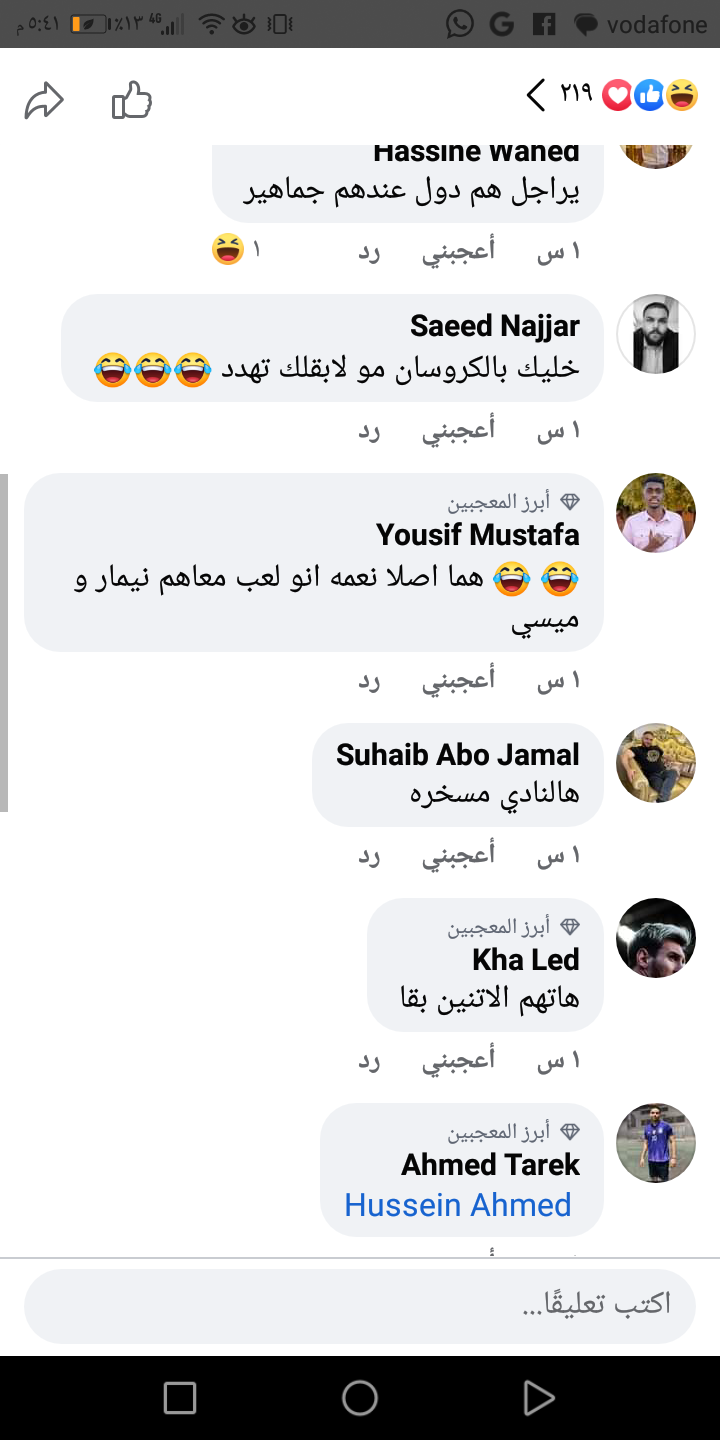 ٥:٤١ م ٪١٣ 4G vodafone
٢١٩
Hassine Wahed
يراجل هم دول عندهم جماهير
١ س أعجبني رد ١
Saeed Najjar
خليك بالكروسان مو لابقلك تهدد 😂😂😂
١ س أعجبني رد
أبرز المعجبين
Yousif Mustafa
😂 😂 هما اصلا نعمه انو لعب معاهم نيمار و
ميسي
١ س أعجبني رد
Suhaib Abo Jamal
هالنادي مسخره
١ س أعجبني رد
أبرز المعجبين
Kha Led
هاتهم الاتنين بقا
١ س أعجبني رد
أبرز المعجبين
Ahmed Tarek
Hussein Ahmed
اكتب تعليقًا...